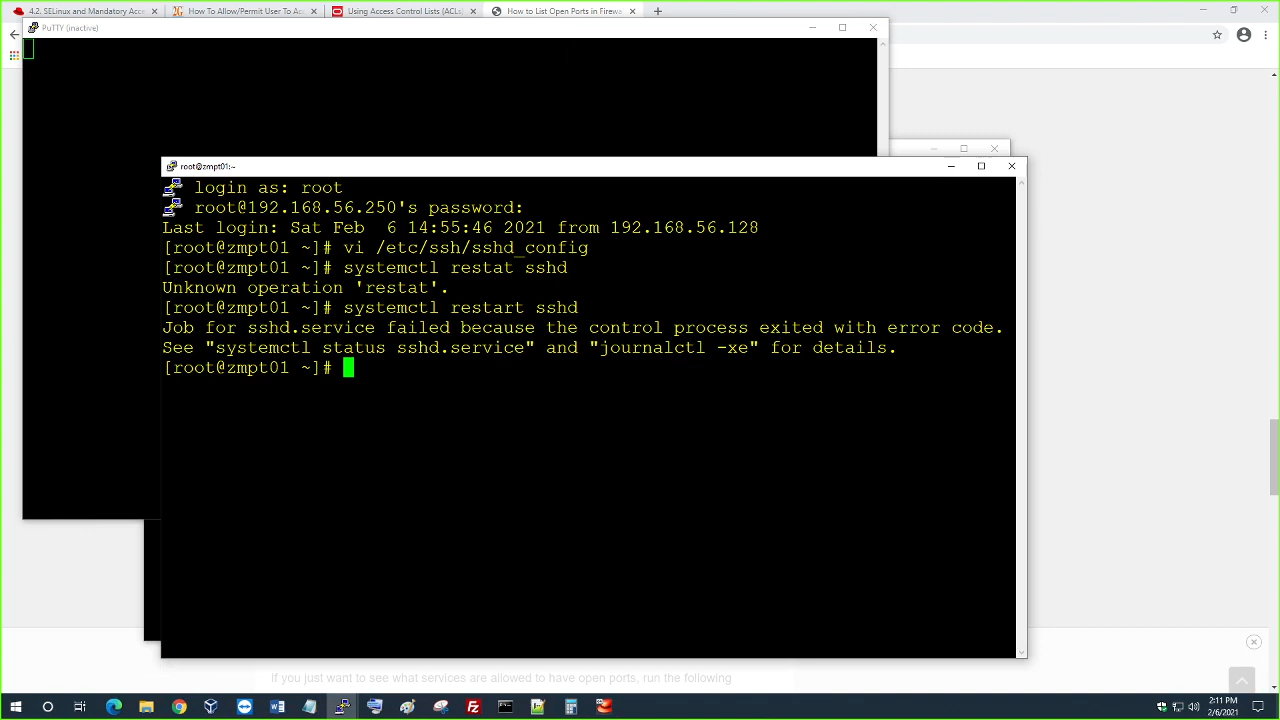 4.2. SELinux and Mandatory Acces
How To Allow/Permit User To Acc
Using Access Control Lists (ACLs)
How to List Open Ports in Firewa
PuTTY (inactive)
root@zmpt01:~
login as: root
root@192.168.56.250's password:
Last login: Sat Feb  6 14:55:46 2021 from 192.168.56.128
[root@zmpt01 ~]# vi /etc/ssh/sshd_config
[root@zmpt01 ~]# systemctl restat sshd
Unknown operation 'restat'.
[root@zmpt01 ~]# systemctl restart sshd
Job for sshd.service failed because the control process exited with error code.
See "systemctl status sshd.service" and "journalctl -xe" for details.
[root@zmpt01 ~]#
If you just want to see what services are allowed to have open ports, run the following
2:11 PM
2/6/2021